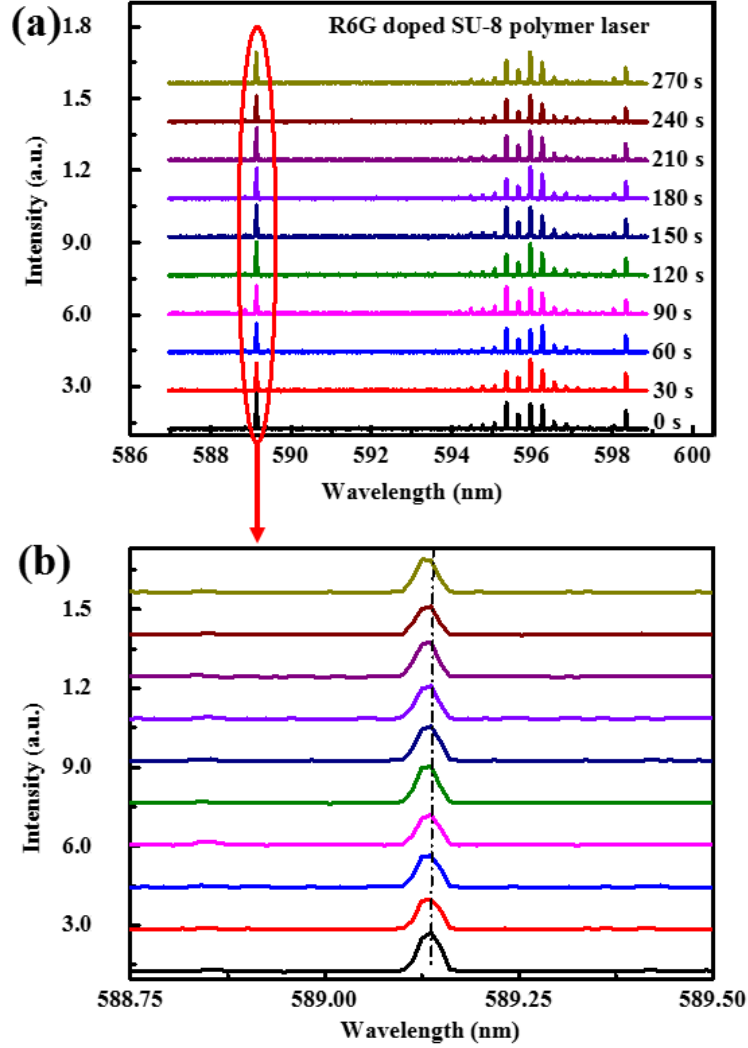 (a)
R6G doped SU-8 polymer laser
1.8
1.5
1.2
9.0
6.0
3.0
Intensity (a.u.)
270 s
240 s
210 s
180 s
150 s
120 s
90 s
60 s
30 s
0 s
586 588 590 592 594 596 598 600
Wavelength (nm)
(b)
1.5
1.2
9.0
6.0
3.0
Intensity (a.u.)
588.75 589.00 589.25 589.50
Wavelength (nm)